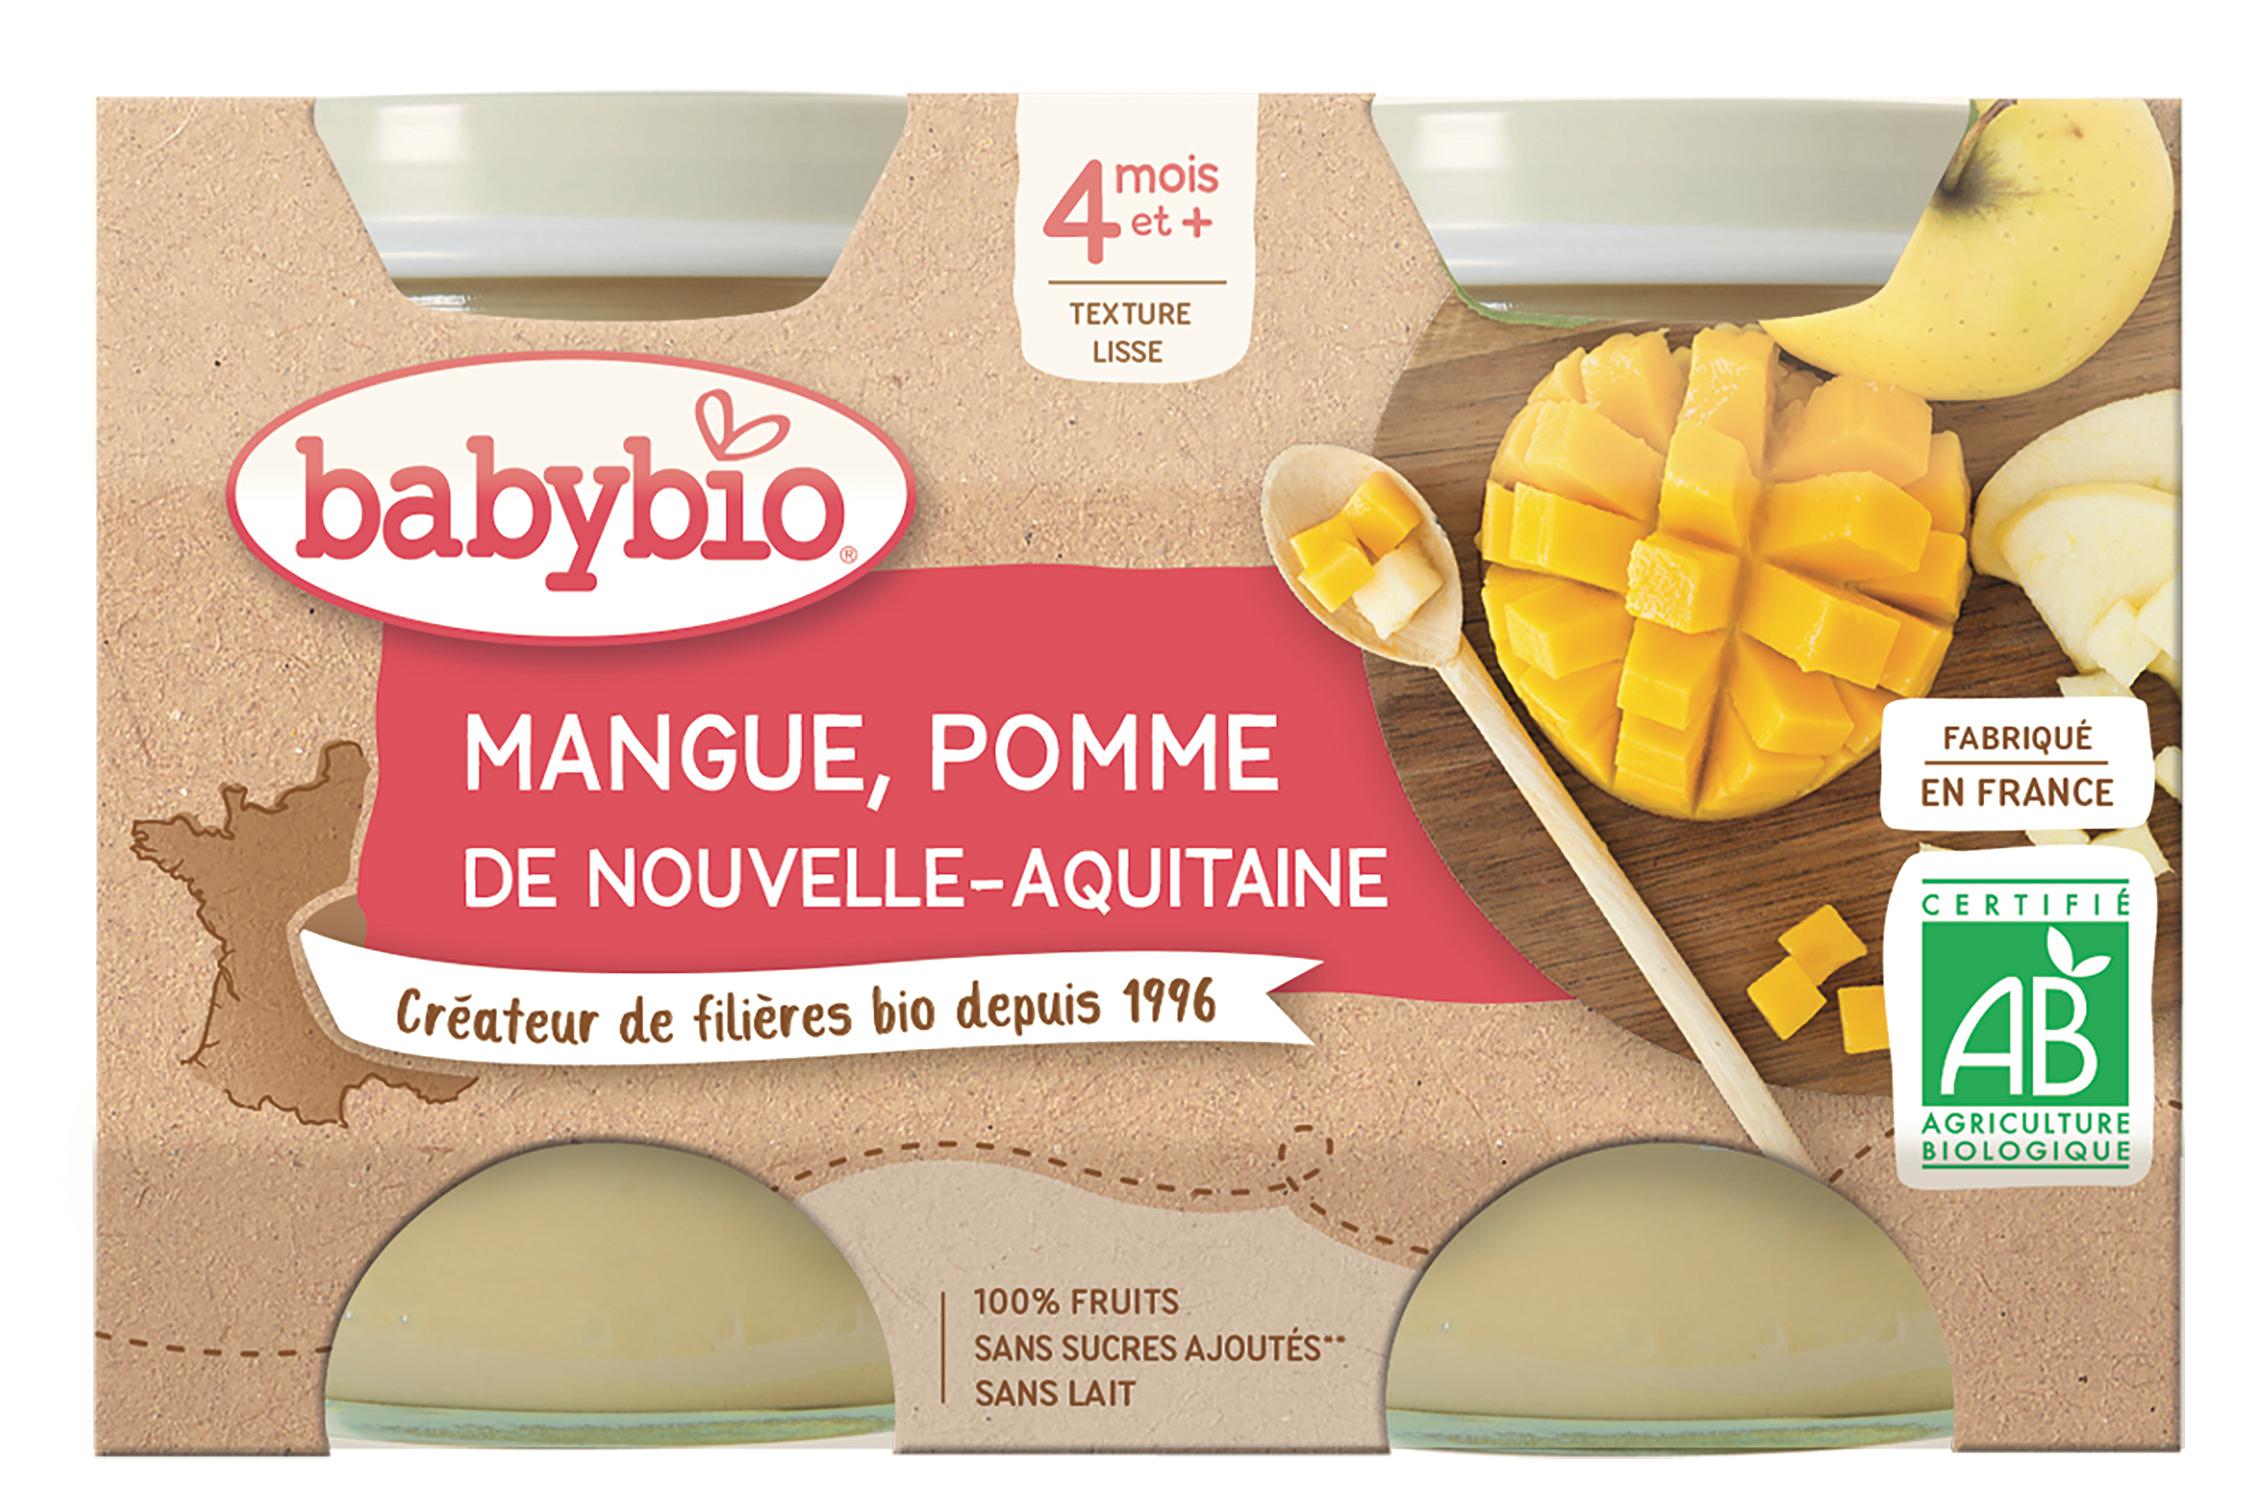 4 mois
et +
TEXTURE
LISSE
babybio®
MANGUE, POMME
DE NOUVELLE-AQUITAINE
Créateur de filières bio depuis 1996
FABRIQUÉ
EN FRANCE
CERTIFIÉ
AB
AGRICULTURE
BIOLOGIQUE
100% FRUITS
SANS SUCRES AJOUTÉS**
SANS LAIT